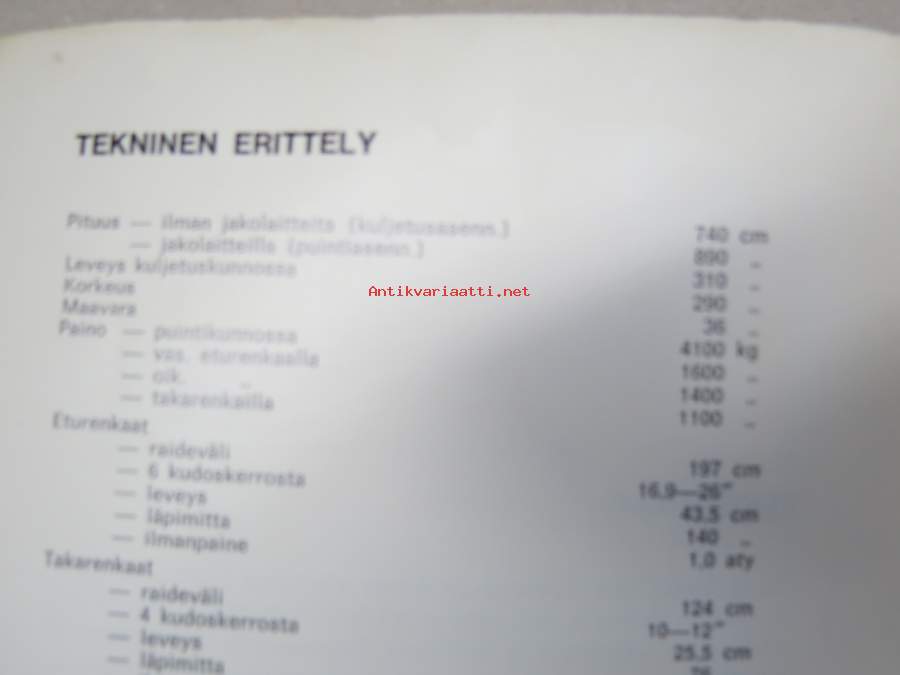 TEKNINEN ERITTELY
Pituus — ilman jakolaitteita (kuljetusasenn.) 740 cm
— jakolaitteilla (puintiasenn.) 890 „
Leveys kuljetuskunnossa 310 „
Korkeus 290 „
Maavara 36 „
Paino — puintikunnossa 4100 kg
— vas. eturenkaalla 1600 „
— oik. „ 1400 „
— takarenkailla 1100 „
Eturenkaat
— raideväli 197 cm
— 6 kudoskerrosta 16,9—26"
— leveys 43,5 cm
— läpimitta 140 „
— ilmanpaine 1,0 aty
Takarenkaat
— raideväli 124 cm
— 4 kudoskerrosta 10—12"
— leveys 25,5 cm
— läpimitta
Antikvariaatti.net